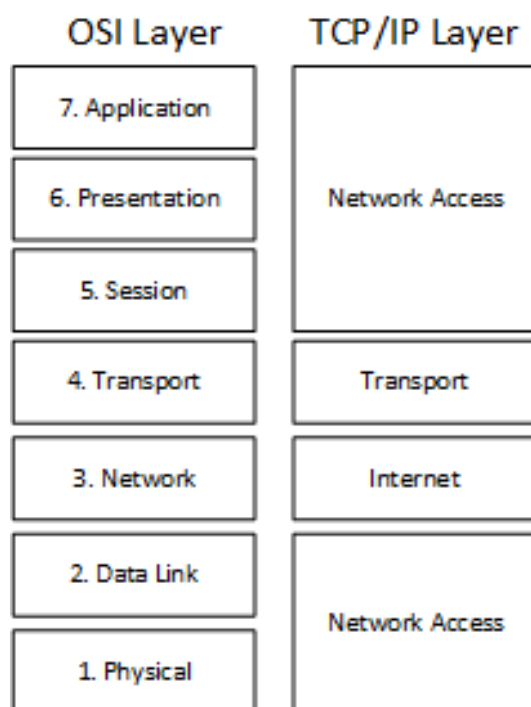 OSI Layer
TCP/IP Layer
7. Application
6. Presentation
5. Session
4. Transport
3. Network
2. Data Link
1. Physical
Network Access
Transport
Internet
Network Access